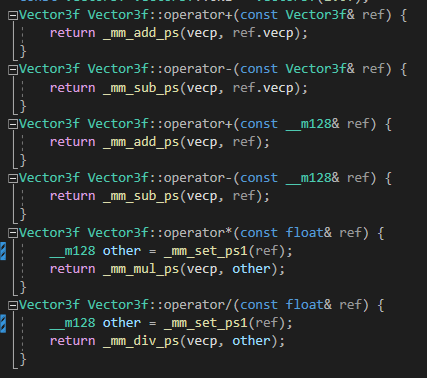 Vector3f Vector3f::operator+(const Vector3f& ref) {
    return _mm_add_ps(vecp, ref.vecp);
}
Vector3f Vector3f::operator-(const Vector3f& ref) {
    return _mm_sub_ps(vecp, ref.vecp);
}
Vector3f Vector3f::operator+(const __m128& ref) {
    return _mm_add_ps(vecp, ref);
}
Vector3f Vector3f::operator-(const __m128& ref) {
    return _mm_sub_ps(vecp, ref);
}
Vector3f Vector3f::operator*(const float& ref) {
    __m128 other = _mm_set_ps1(ref);
    return _mm_mul_ps(vecp, other);
}
Vector3f Vector3f::operator/(const float& ref) {
    __m128 other = _mm_set_ps1(ref);
    return _mm_div_ps(vecp, other);
}